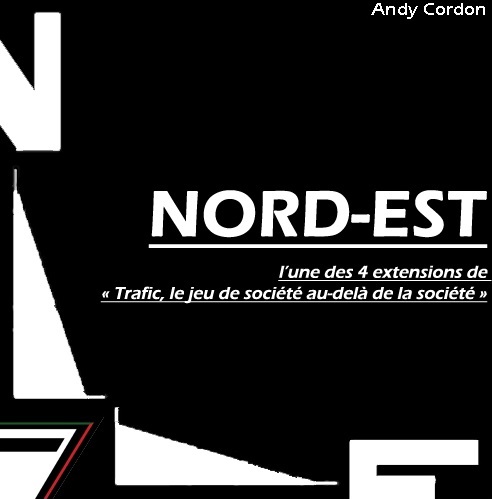 Andy Cordon
N
NORD-EST
l'une des 4 extensions de
« Trafic, le jeu de société au-delà de la société »
E